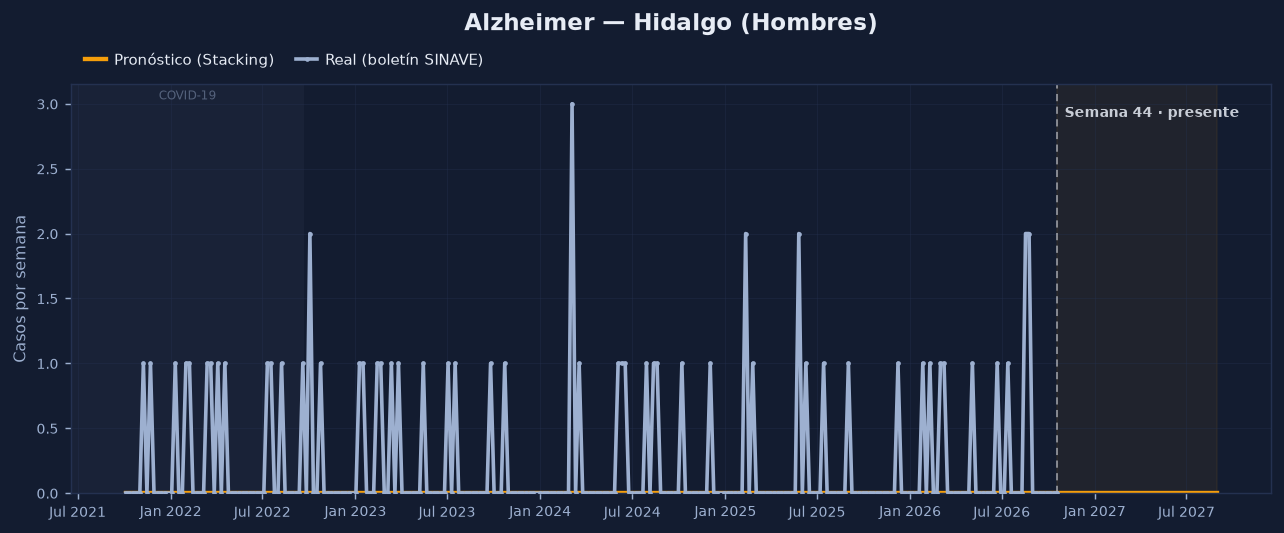 Alzheimer — Hidalgo (Hombres)
Pronóstico (Stacking)
Real (boletín SINAVE)
COVID-19
Semana 44 · presente
Casos por semana
3.0
2.5
2.0
1.5
1.0
0.5
0.0
Jul 2021
Jan 2022
Jul 2022
Jan 2023
Jul 2023
Jan 2024
Jul 2024
Jan 2025
Jul 2025
Jan 2026
Jul 2026
Jan 2027
Jul 2027